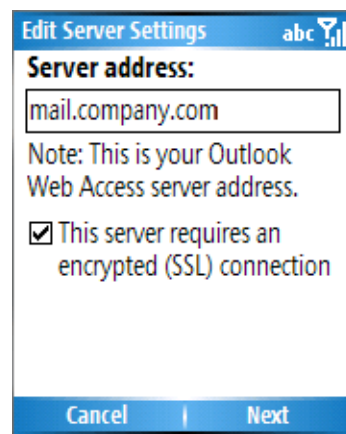 Edit Server Settings abc
Server address:
mail.company.com
Note: This is your Outlook
Web Access server address.
This server requires an
encrypted (SSL) connection
Cancel Next